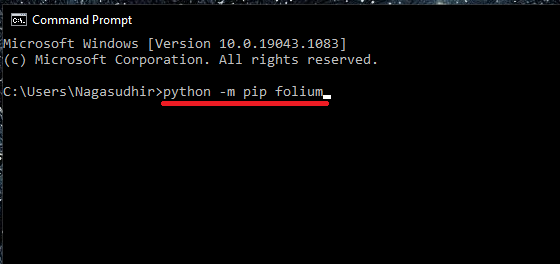 Command Prompt
Microsoft Windows [Version 10.0.19043.1083]
(c) Microsoft Corporation. All rights reserved.
C:\Users\Nagasudhir>python -m pip folium